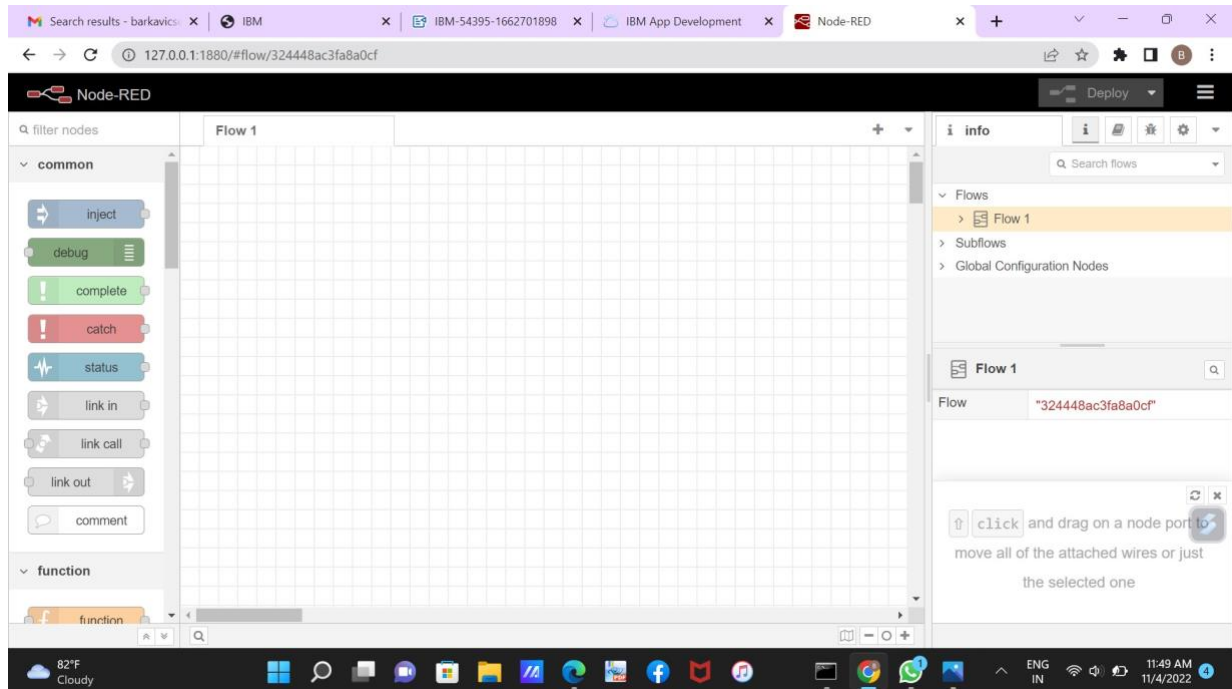 Search results - barkavics
IBM
IBM-54395-1662701898
IBM App Development
Node-RED
127.0.0.1:1880/#flow/324448ac3fa8a0cf
B
Node-RED
Deploy
filter nodes
Flow 1
i info
i
common
Search flows
inject
Flows
Flow 1
debug
Subflows
Global Configuration Nodes
complete
catch
status
Flow 1
link in
Flow
"324448ac3fa8a0cf"
link call
link out
comment
⇧ click and drag on a node port to
move all of the attached wires or just
the selected one
function
function
82°F
Cloudy
ENG
IN
11:49 AM
11/4/2022
4